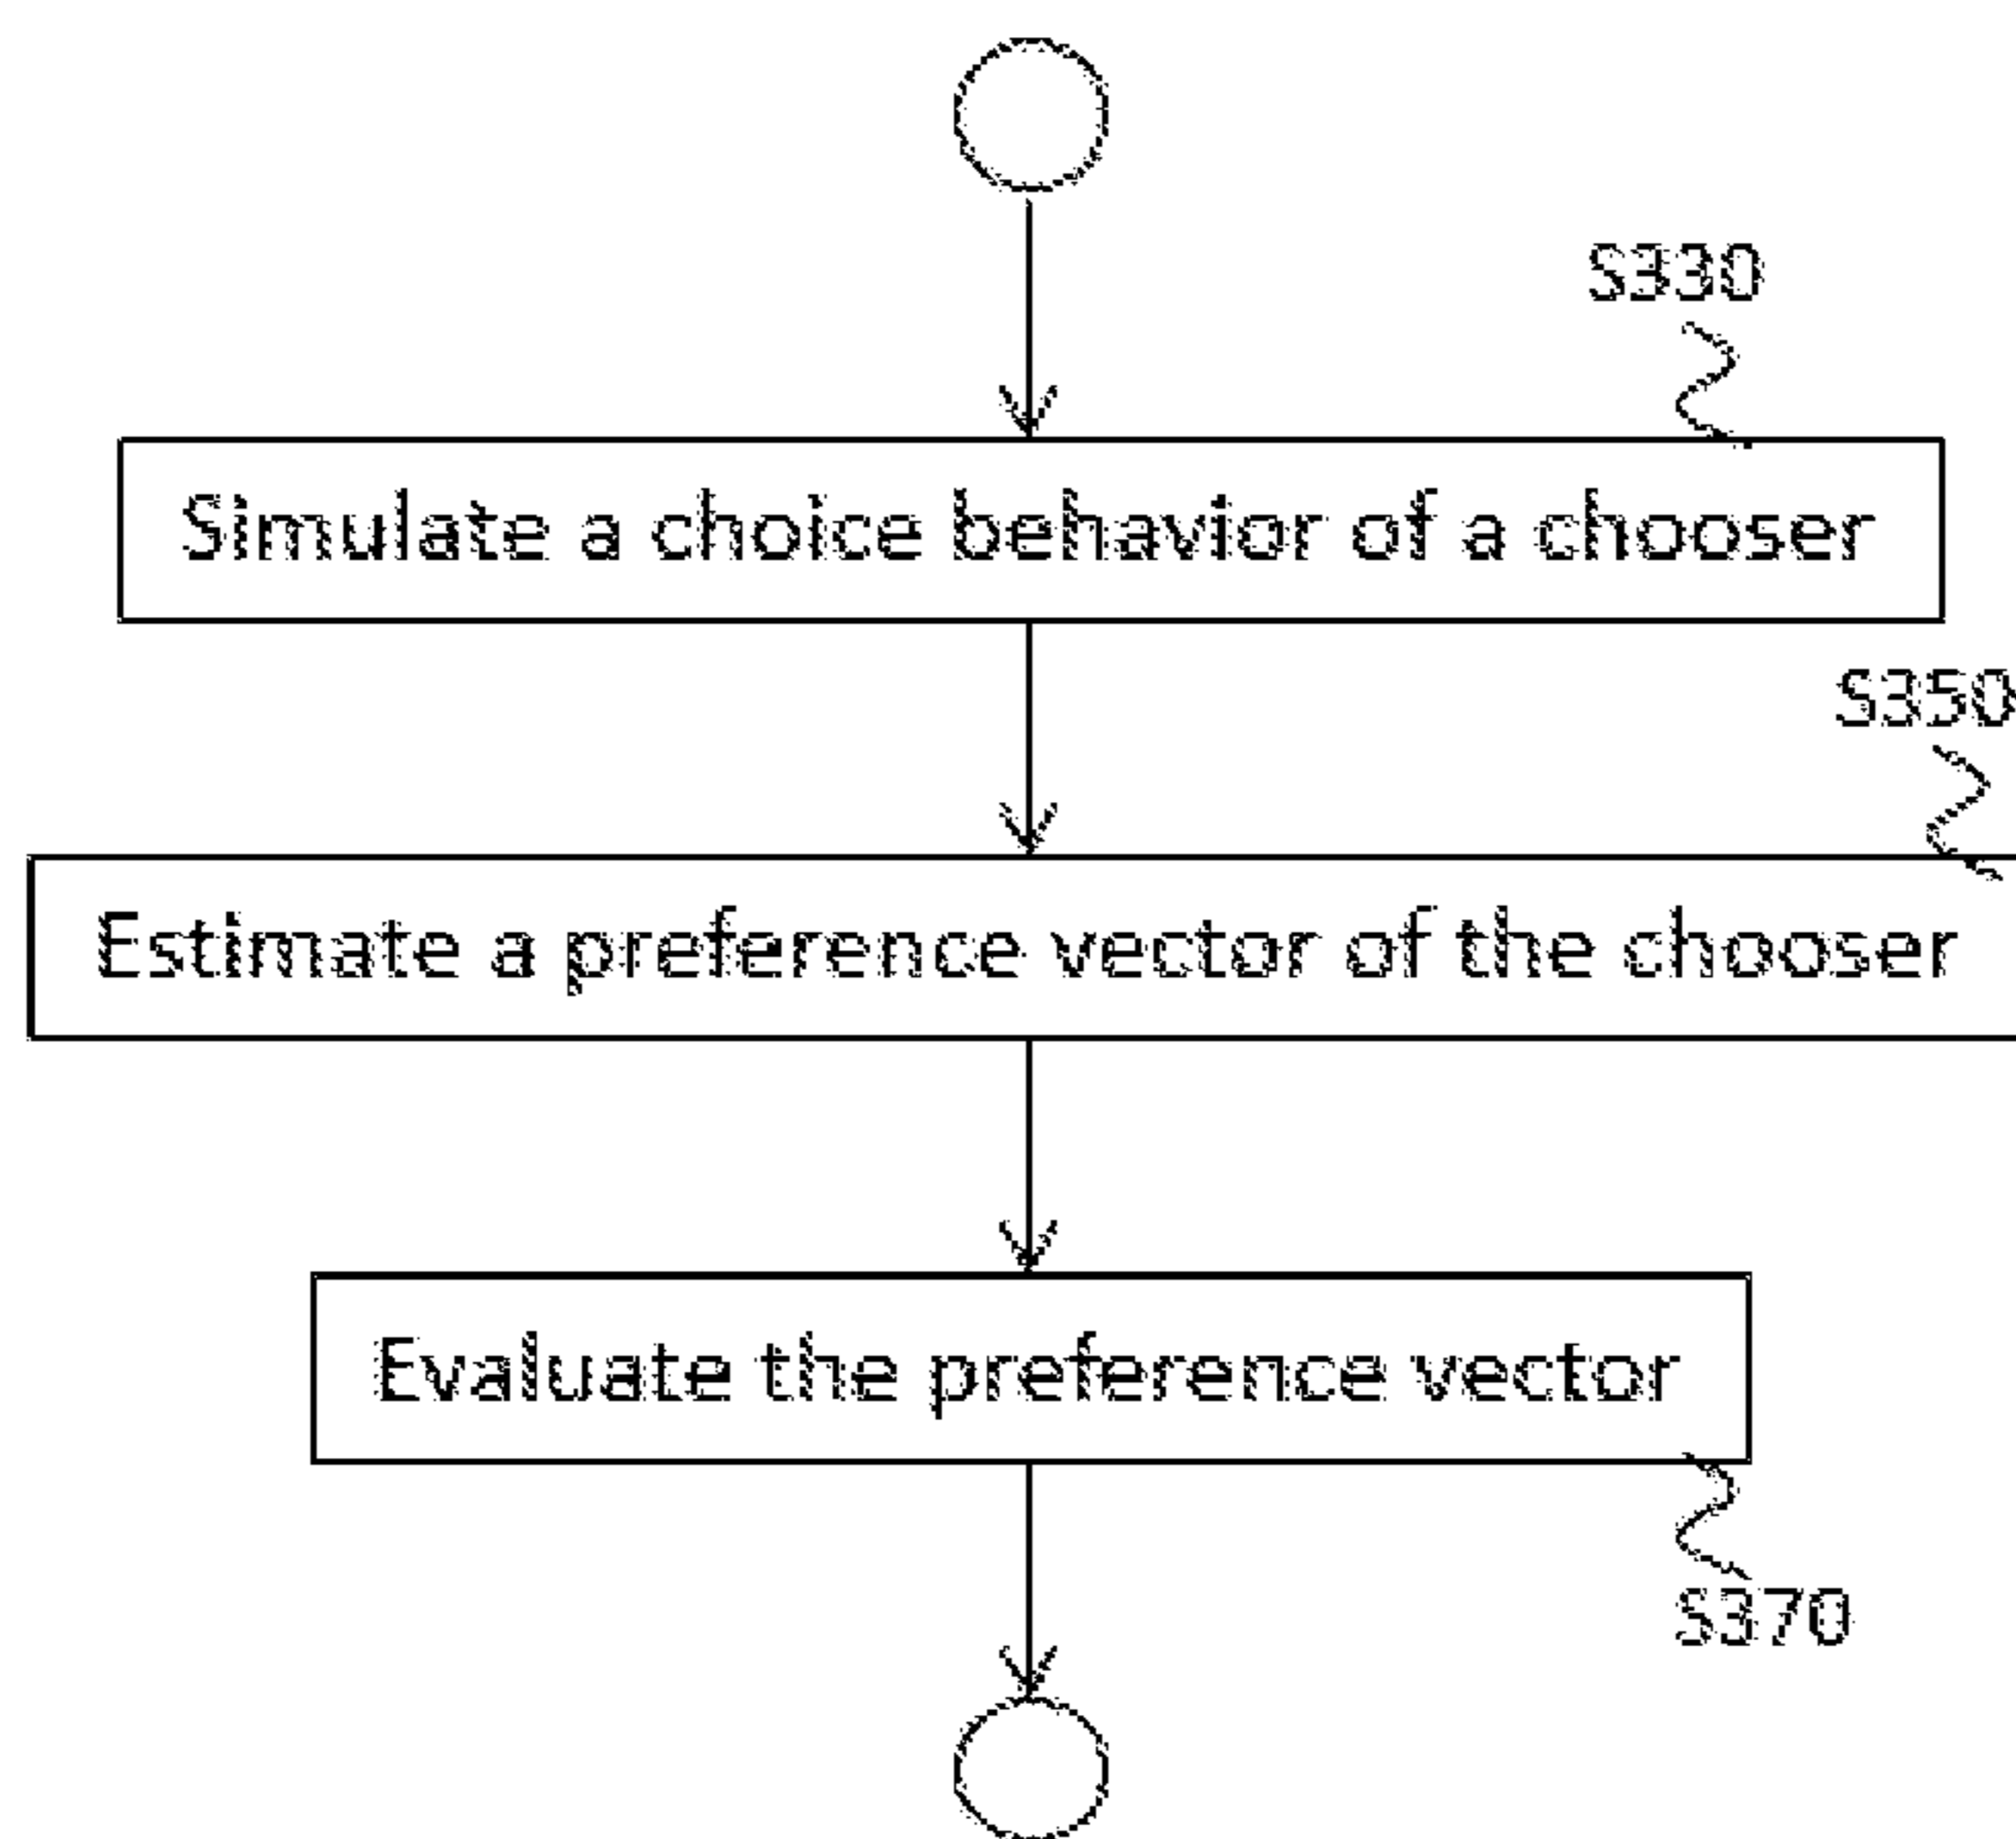 S330
Simulate a choice behavior of a chooser
S350
Estimate a preference vector of the chooser
Evaluate the preference vector
S370